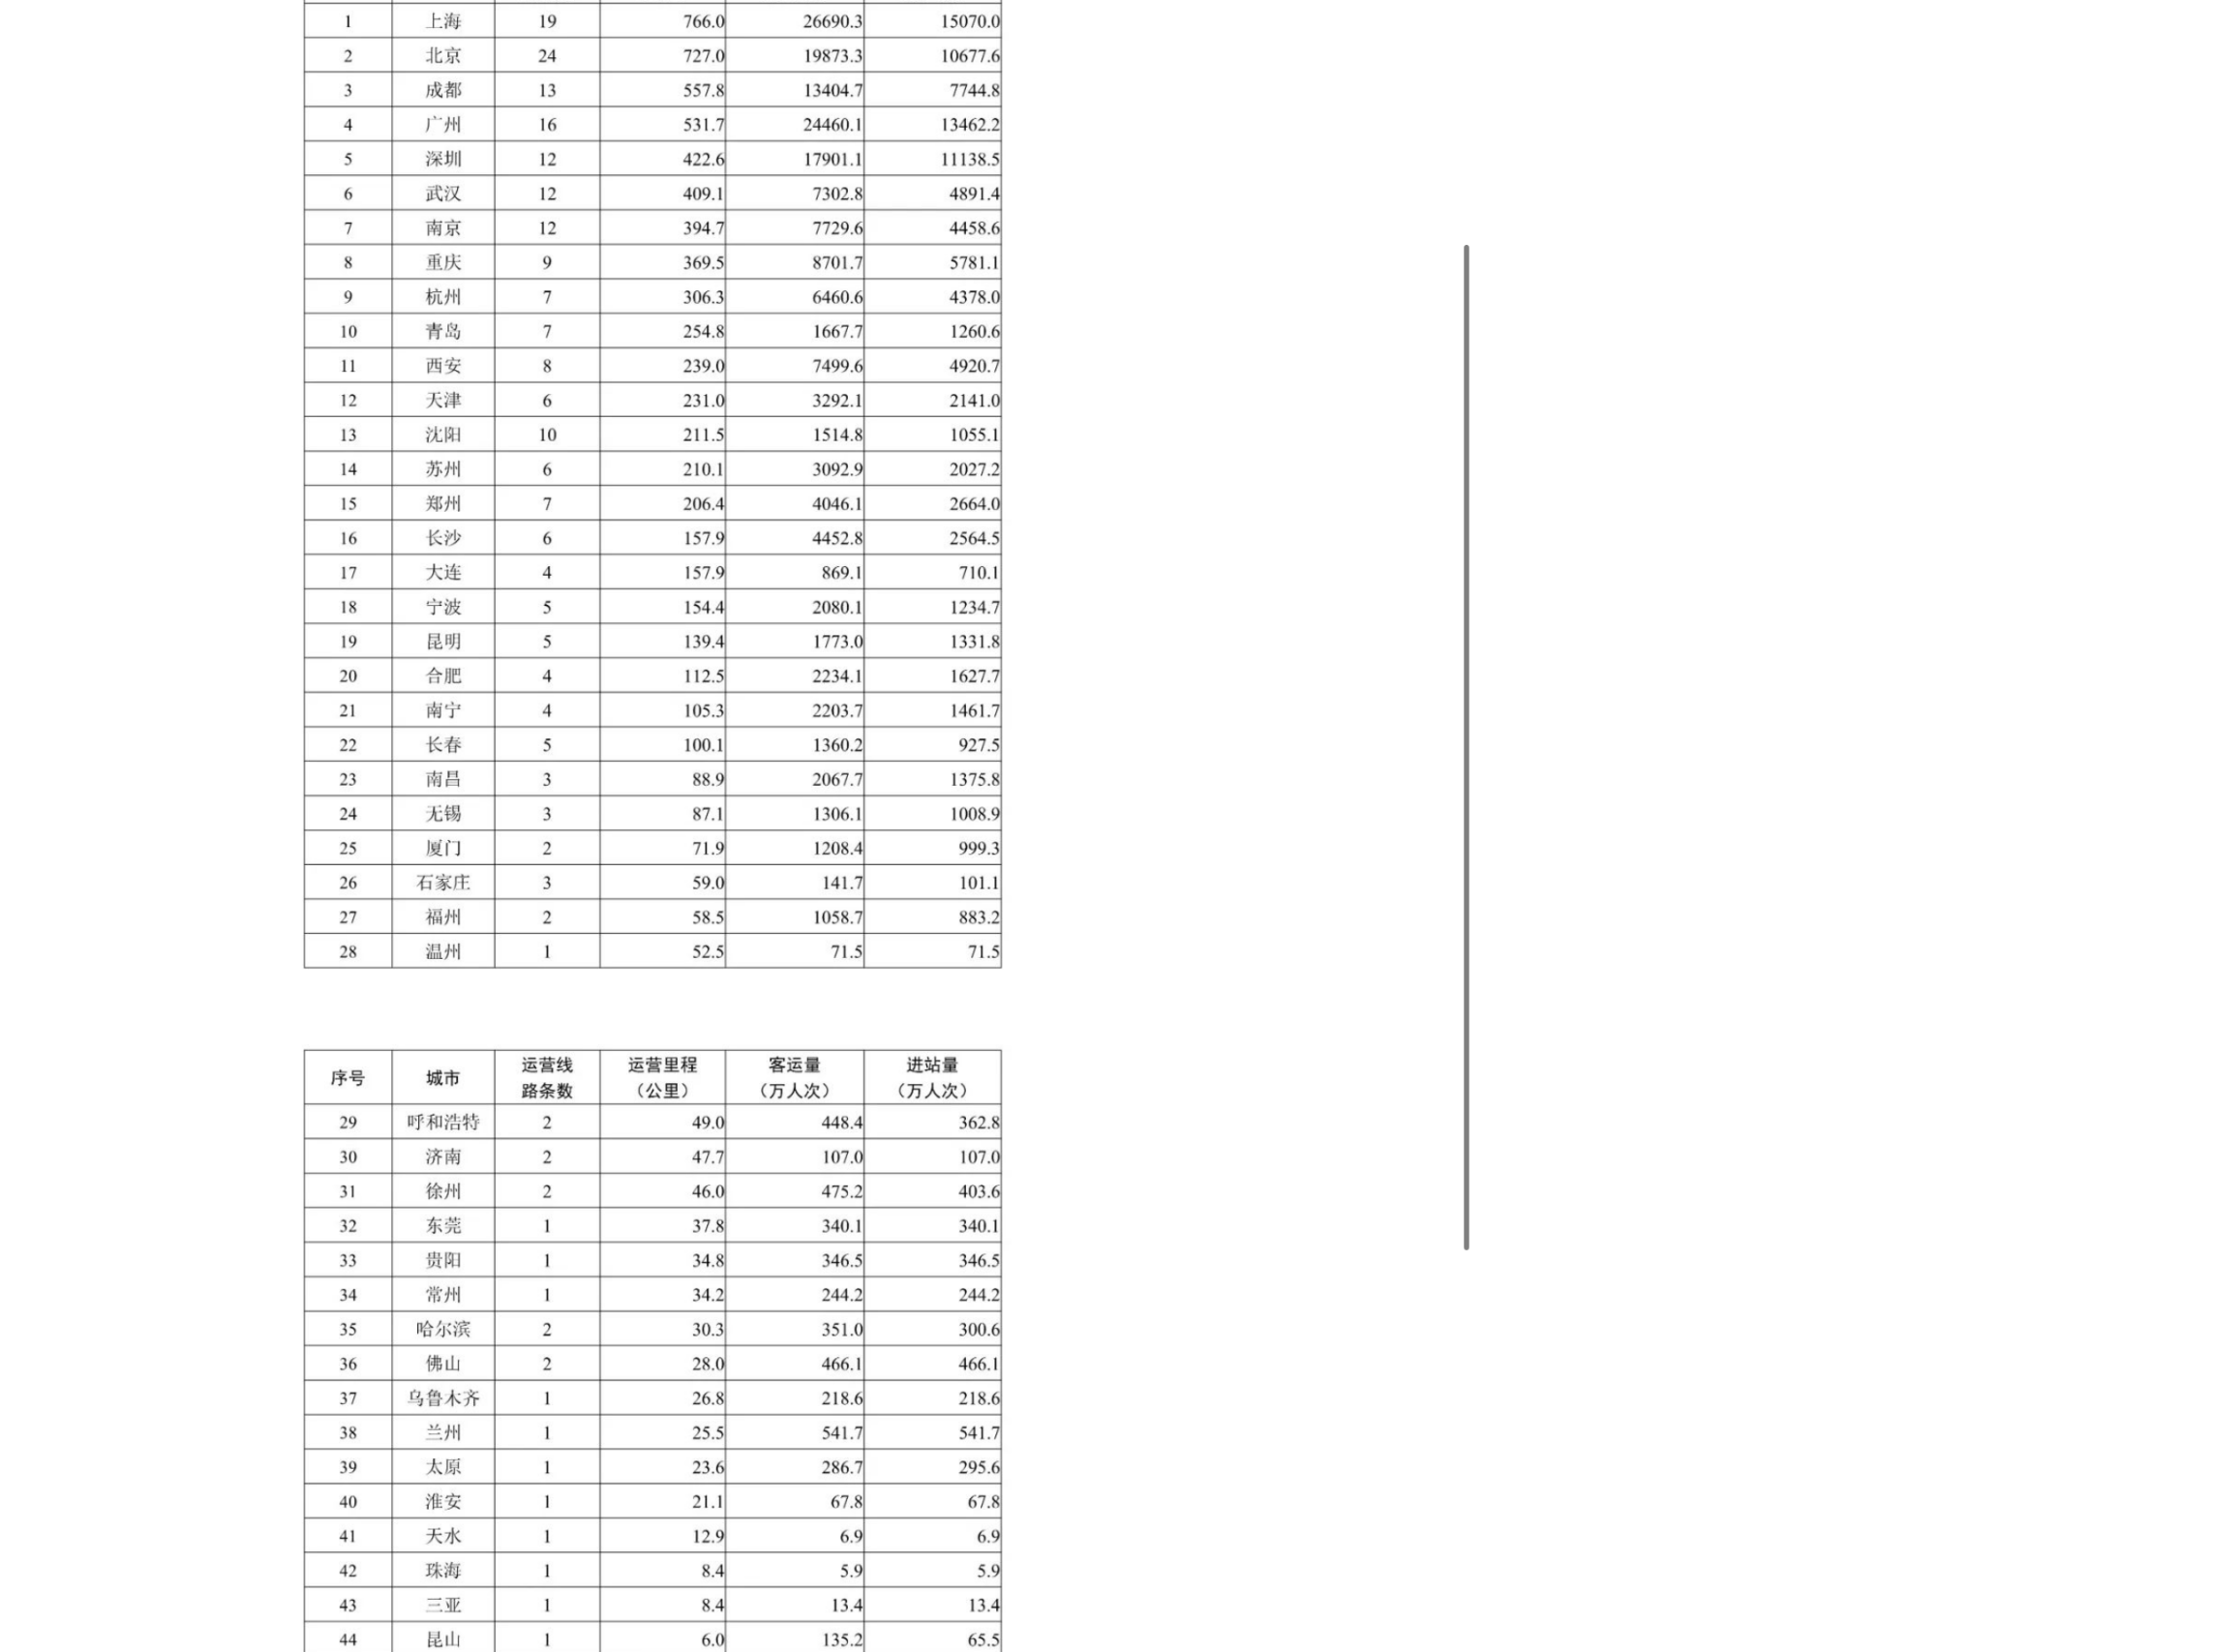 1 上海 19 766.0 26690.3 15070.0
2 北京 24 727.0 19873.3 10677.6
3 成都 13 557.8 13404.7 7744.8
4 广州 16 531.7 24460.1 13462.2
5 深圳 12 422.6 17901.1 11138.5
6 武汉 12 409.1 7302.8 4891.4
7 南京 12 394.7 7729.6 4458.6
8 重庆 9 369.5 8701.7 5781.1
9 杭州 7 306.3 6460.6 4378.0
10 青岛 7 254.8 1667.7 1260.6
11 西安 8 239.0 7499.6 4920.7
12 天津 6 231.0 3292.1 2141.0
13 沈阳 10 211.5 1514.8 1055.1
14 苏州 6 210.1 3092.9 2027.2
15 郑州 7 206.4 4046.1 2664.0
16 长沙 6 157.9 4452.8 2564.5
17 大连 4 157.9 869.1 710.1
18 宁波 5 154.4 2080.1 1234.7
19 昆明 5 139.4 1773.0 1331.8
20 合肥 4 112.5 2234.1 1627.7
21 南宁 4 105.3 2203.7 1461.7
22 长春 5 100.1 1360.2 927.5
23 南昌 3 88.9 2067.7 1375.8
24 无锡 3 87.1 1306.1 1008.9
25 厦门 2 71.9 1208.4 999.3
26 石家庄 3 59.0 141.7 101.1
27 福州 2 58.5 1058.7 883.2
28 温州 1 52.5 71.5 71.5
序号 城市 运营线 运营里程 客运量 进站量
路条数 （公里） （万人次） （万人次）
29 呼和浩特 2 49.0 448.4 362.8
30 济南 2 47.7 107.0 107.0
31 徐州 2 46.0 475.2 403.6
32 东莞 1 37.8 340.1 340.1
33 贵阳 1 34.8 346.5 346.5
34 常州 1 34.2 244.2 244.2
35 哈尔滨 2 30.3 351.0 300.6
36 佛山 2 28.0 466.1 466.1
37 乌鲁木齐 1 26.8 218.6 218.6
38 兰州 1 25.5 541.7 541.7
39 太原 1 23.6 286.7 295.6
40 淮安 1 21.1 67.8 67.8
41 天水 1 12.9 6.9 6.9
42 珠海 1 8.4 5.9 5.9
43 三亚 1 8.4 13.4 13.4
44 昆山 1 6.0 135.2 65.5